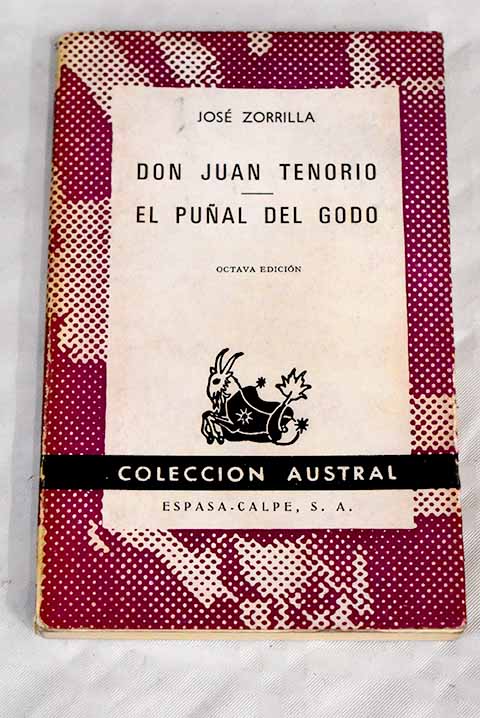 JOSÉ ZORRILLA
DON JUAN TENORIO
EL PUÑAL DEL GODO
OCTAVA EDICIÓN
COLECCION AUSTRAL
ESPASA-CALPE, S. A.